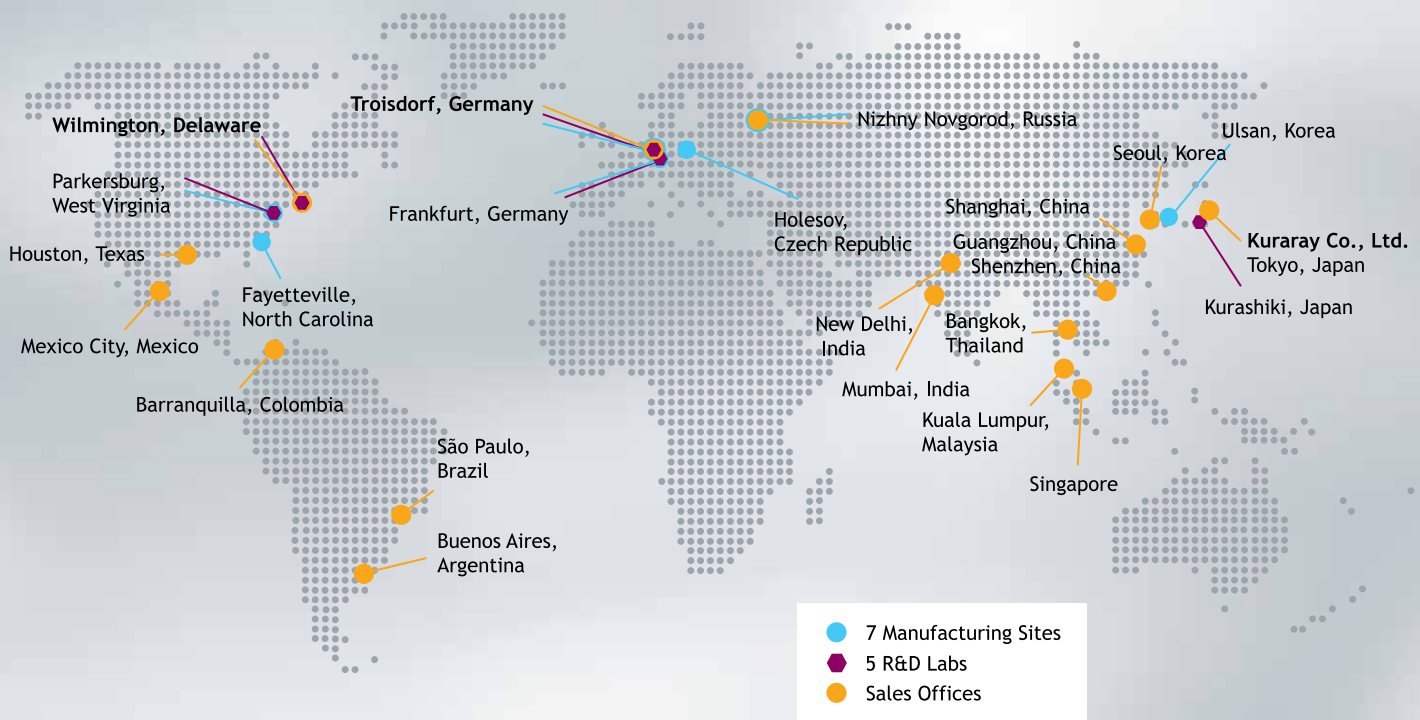 Troisdorf, Germany
Wilmington, Delaware
Nizhny Novgorod, Russia
Ulsan, Korea
Seoul, Korea
Parkersburg,
West Virginia
Frankfurt, Germany
Holesov,
Czech Republic
Shanghai, China
Guangzhou, China
Shenzhen, China
Kuraray Co., Ltd.
Tokyo, Japan
Houston, Texas
Fayetteville,
North Carolina
Kurashiki, Japan
New Delhi,
India
Bangkok,
Thailand
Mexico City, Mexico
Mumbai, India
Barranquilla, Colombia
Kuala Lumpur,
Malaysia
São Paulo,
Brazil
Singapore
Buenos Aires,
Argentina
7 Manufacturing Sites
5 R&D Labs
Sales Offices